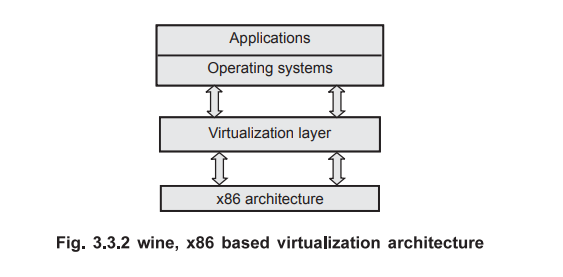 Applications
Operating systems
Virtualization layer
x86 architecture
Fig. 3.3.2 wine, x86 based virtualization architecture